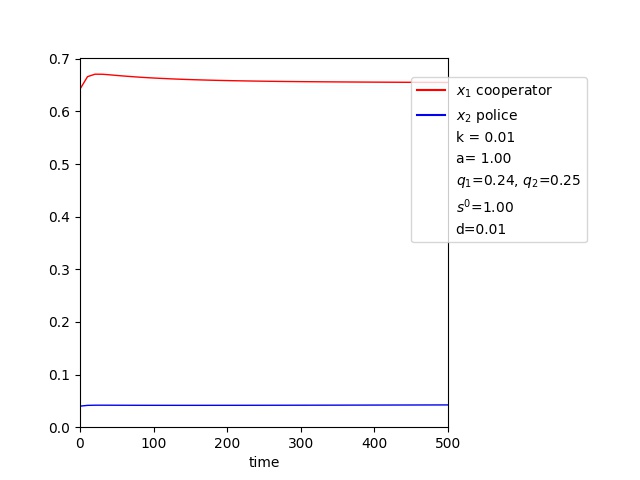 0.7
0.6
0.5
0.4
0.3
0.2
0.1
0.0
0 100 200 300 400 500
time
x₁ cooperator
x₂ police
k = 0.01
a= 1.00
q₁=0.24, q₂=0.25
s⁰=1.00
d=0.01